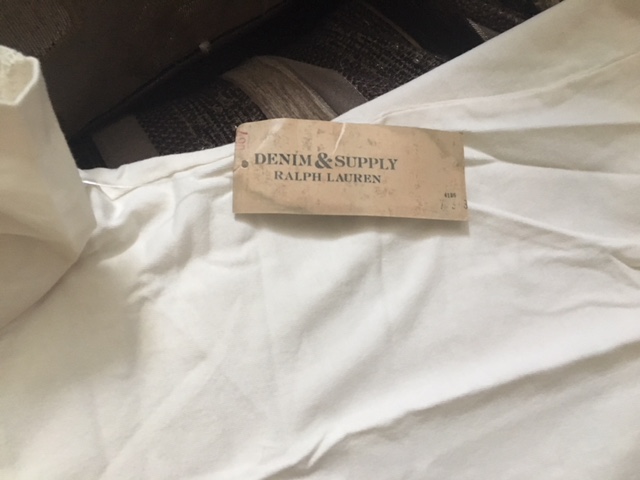 DENIM & SUPPLY
RALPH LAUREN